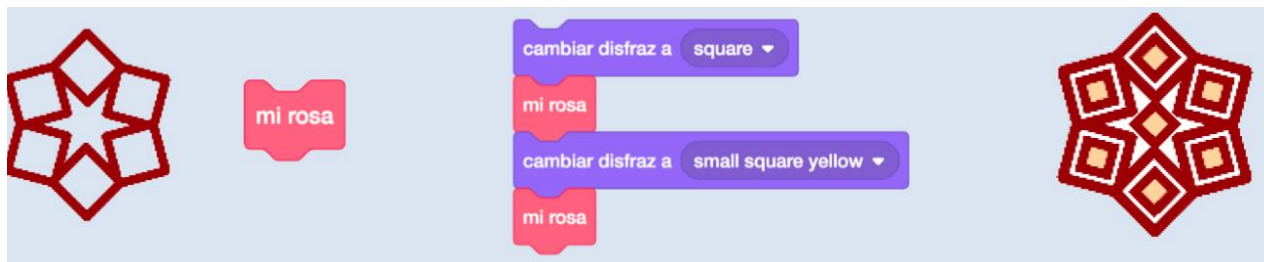 mi rosa
cambiar disfraz a square
mi rosa
cambiar disfraz a small square yellow
mi rosa